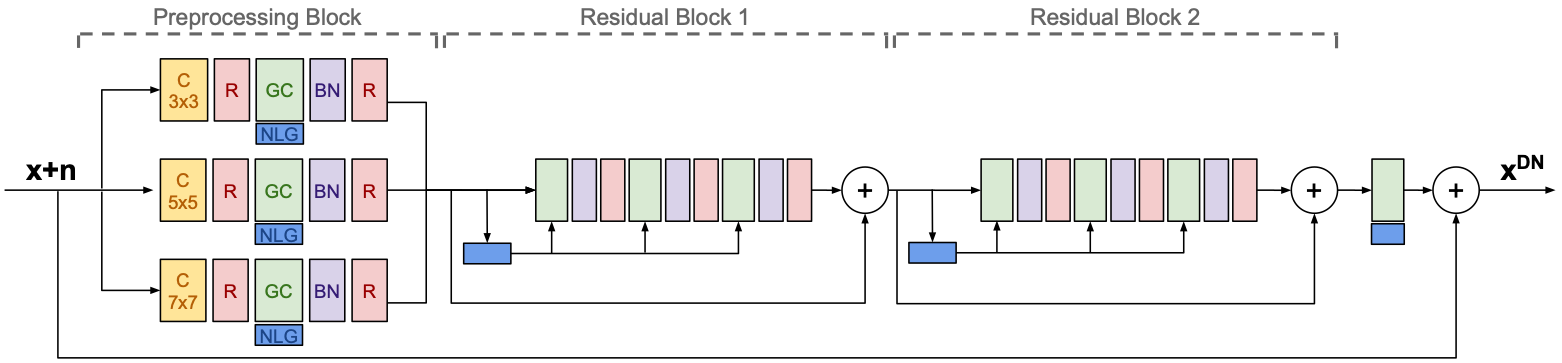 Preprocessing Block
Residual Block 1
Residual Block 2
C
3x3
R
GC
BN
R
NLG
x+n
C
5x5
R
GC
BN
R
NLG
C
7x7
R
GC
BN
R
NLG
+
+
+
xDN